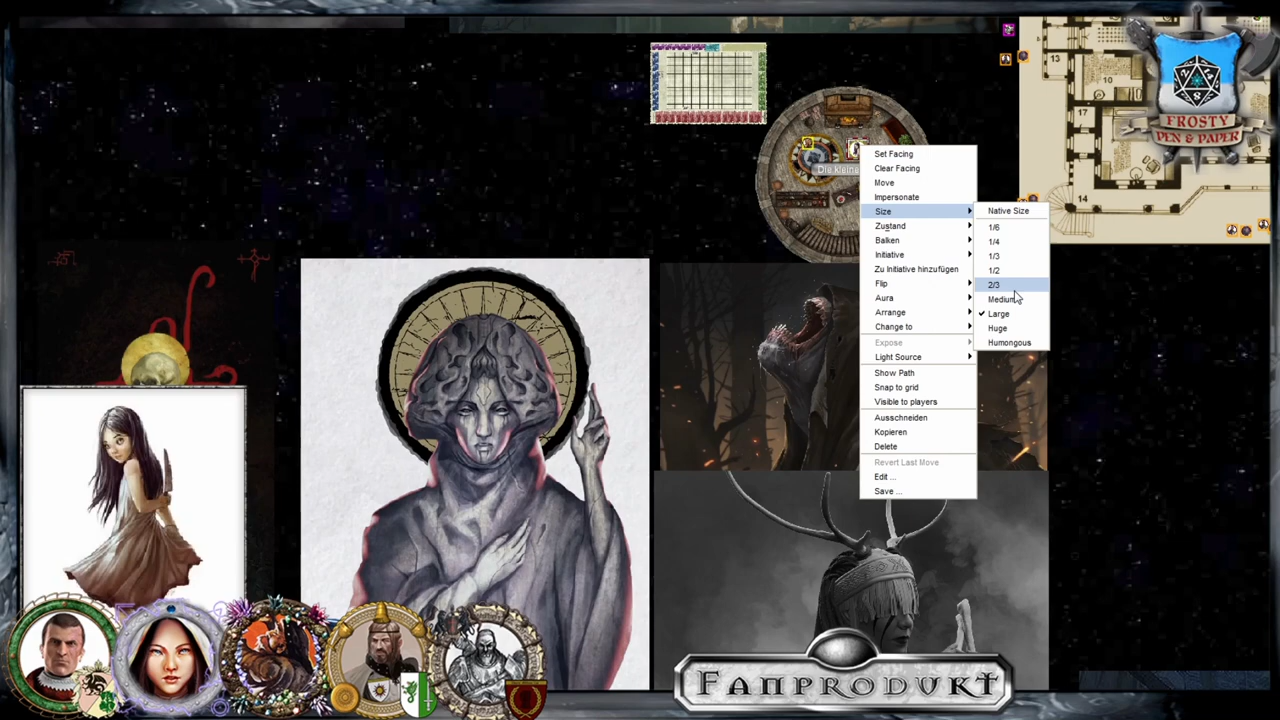 FROSTY
PEN & PAPER
13
10
17
14
Die kleine
Set Facing
Clear Facing
Move
Impersonate
Size
Zustand
Balken
Initiative
Zu Initiative hinzufügen
Flip
Aura
Arrange
Change to
Expose
Light Source
Show Path
Snap to grid
Visible to players
Ausschneiden
Kopieren
Delete
Revert Last Move
Edit ...
Save ...
Native Size
1/6
1/4
1/3
1/2
2/3
Medium
Large
Huge
Humongous
FANPRODUKT